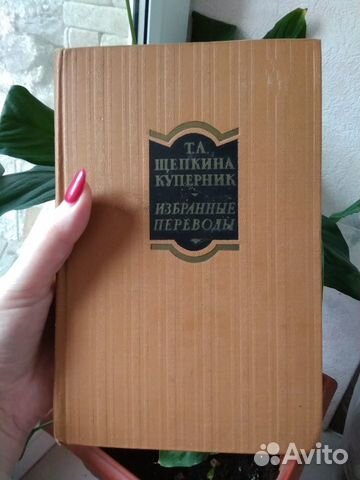 Т.Л.
ЩЕПКИНА
КУПЕРНИК
ИЗБРАННЫЕ
ПЕРЕВОДЫ
Avito